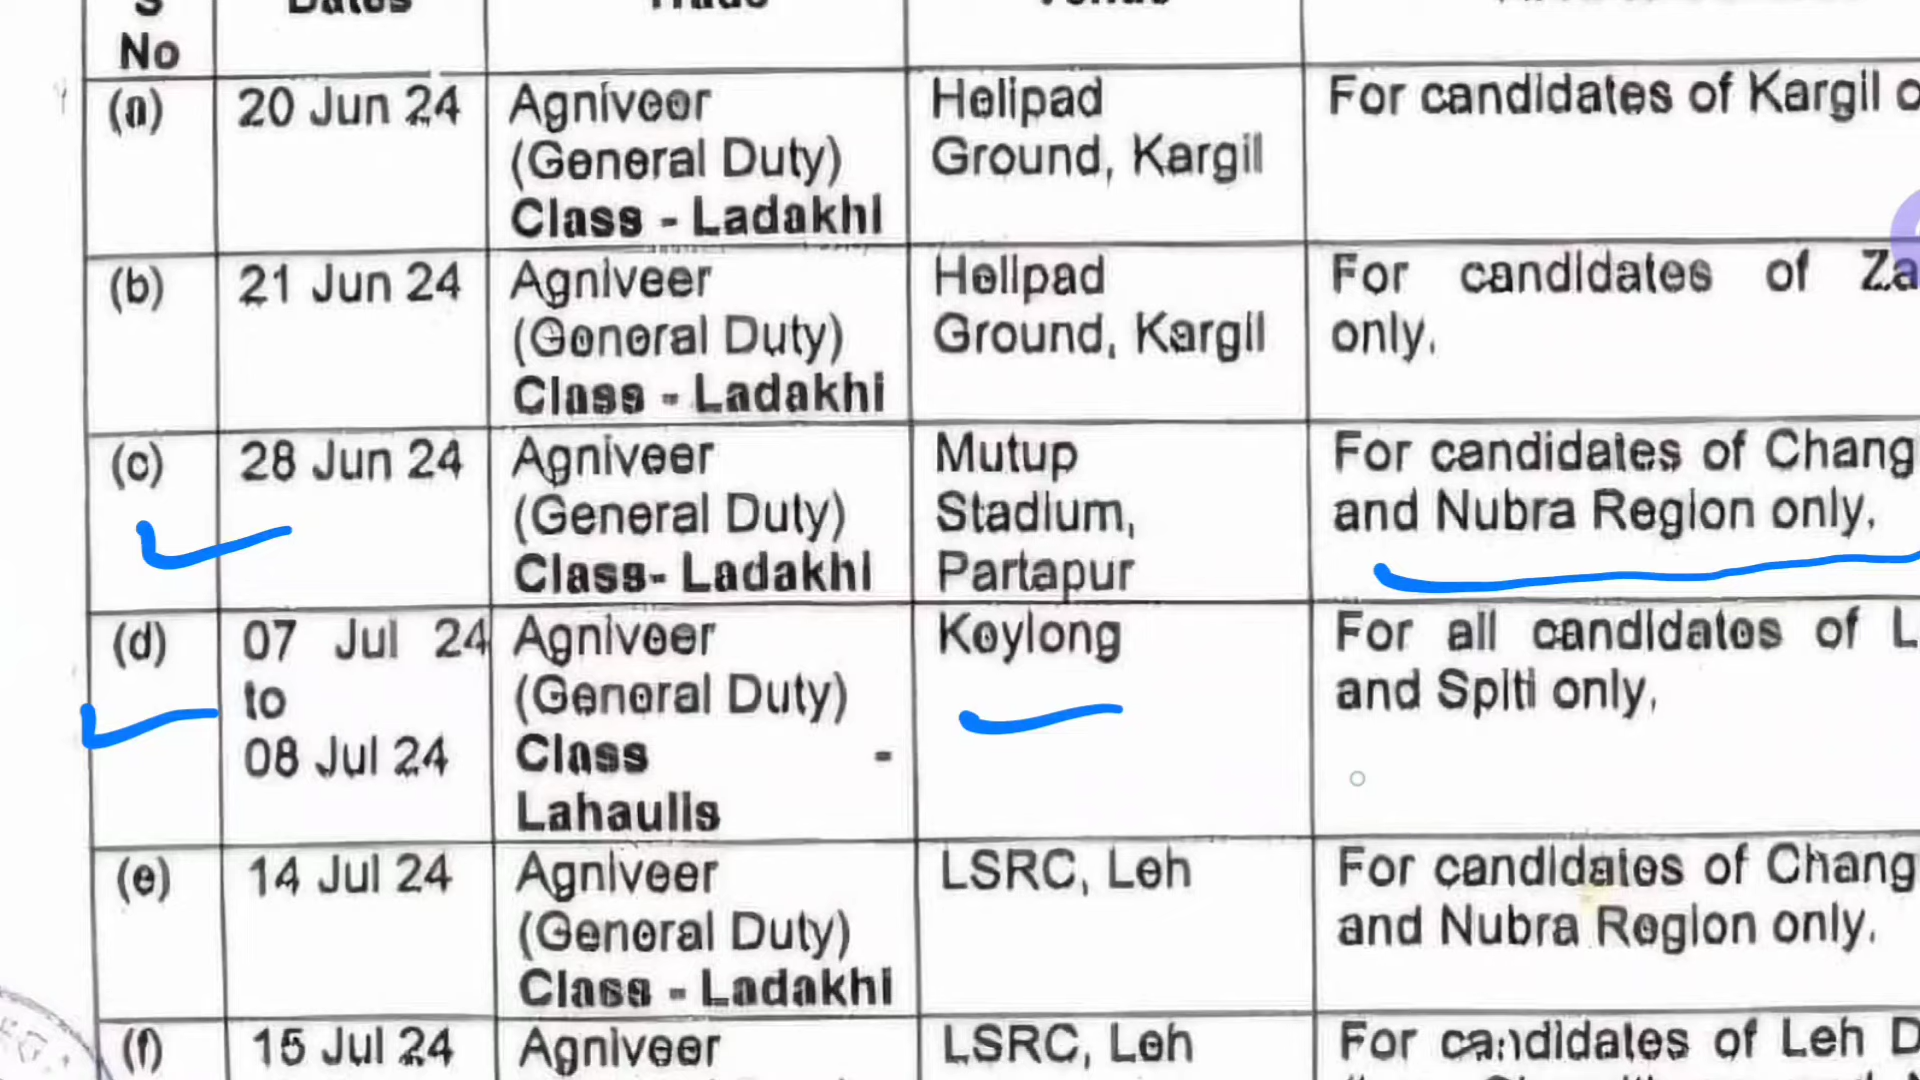 S
No
Dates
Trade
Venue
(a)
20 Jun 24
Agniveer
(General Duty)
Class - Ladakhi
Helipad
Ground, Kargil
For candidates of Kargil
(b)
21 Jun 24
Agniveer
(General Duty)
Class - Ladakhi
Helipad
Ground, Kargil
For candidates of
only.
(c)
28 Jun 24
Agniveer
(General Duty)
Class- Ladakhi
Mutup
Stadium,
Partapur
For candidates of Chang
and Nubra Region only.
(d)
07 Jul 24
to
08 Jul 24
Agniveer
(General Duty)
Class -
Lahaulis
Keylong
For all candidates of
and Spiti only.
(e)
14 Jul 24
Agniveer
(General Duty)
Class - Ladakhi
LSRC, Leh
For candidates of Chang
and Nubra Region only.
(f)
15 Jul 24
Agniveer
LSRC, Leh
For candidates of Leh